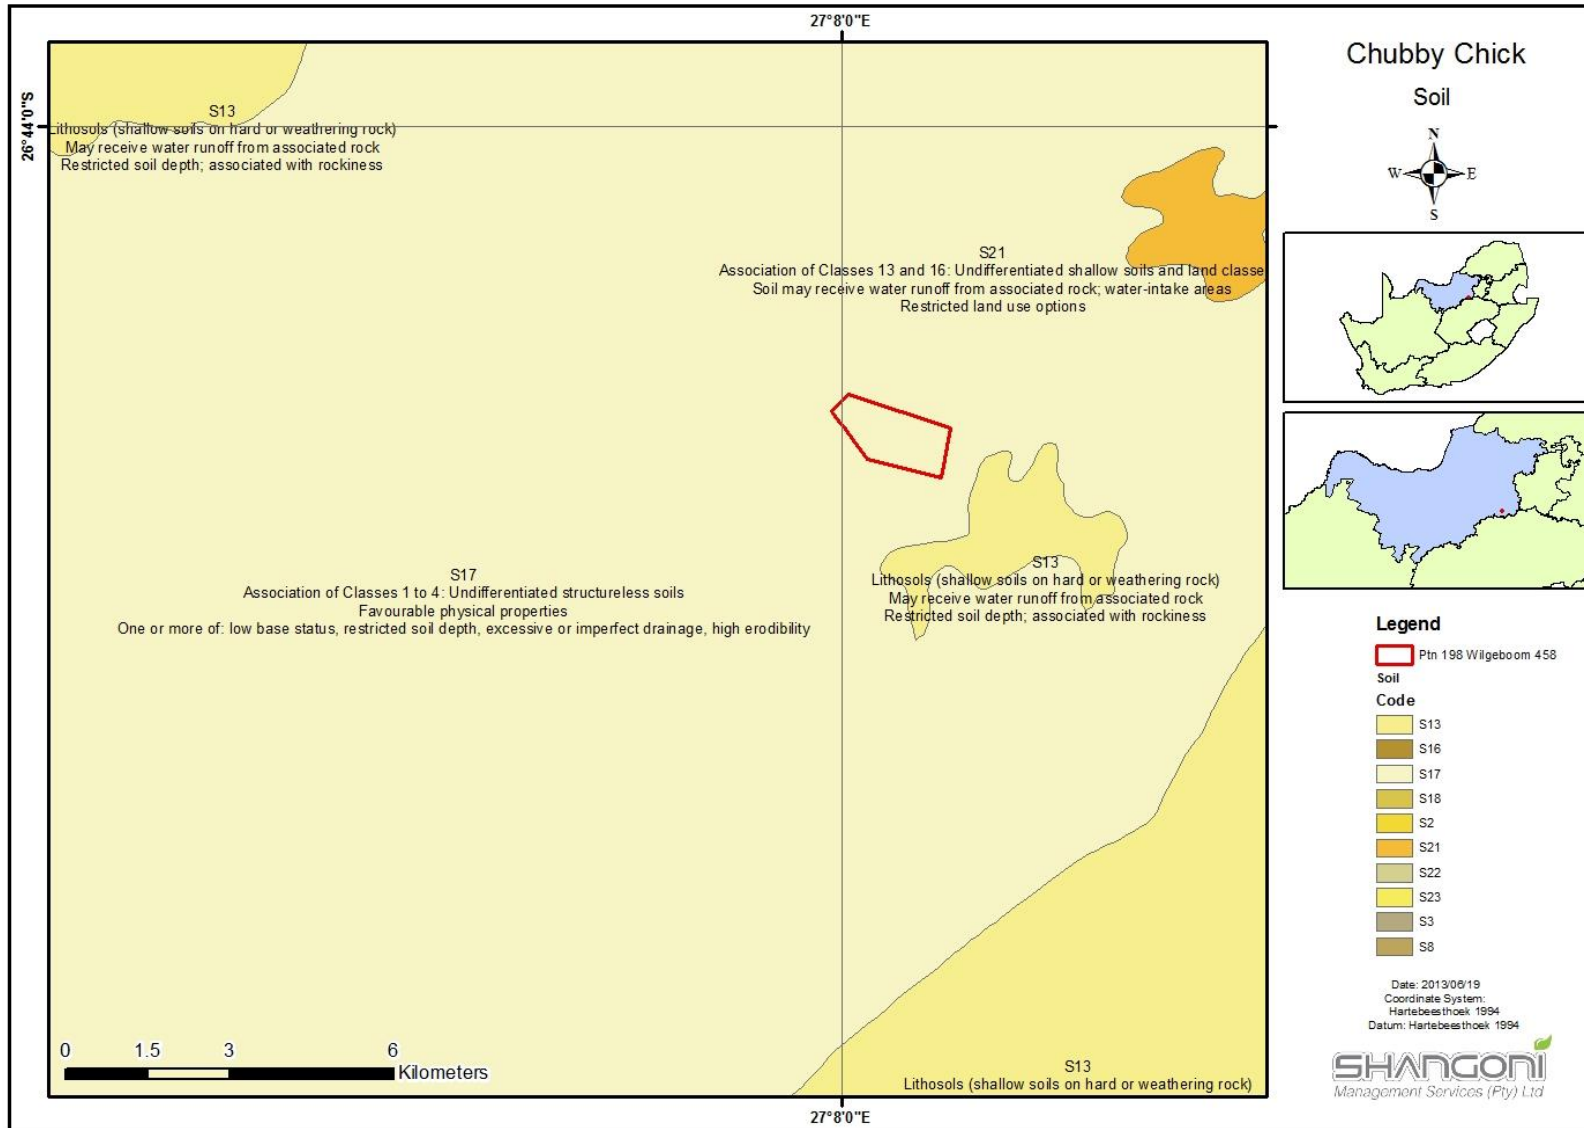 27°8'0"E
26°44'0"S
S13
Lithosols (shallow soils on hard or weathering rock)
May receive water runoff from associated rock
Restricted soil depth; associated with rockiness
S21
Association of Classes 13 and 16: Undifferentiated shallow soils and land classe
Soil may receive water runoff from associated rock; water-intake areas
Restricted land use options
S17
Association of Classes 1 to 4: Undifferentiated structureless soils
Favourable physical properties
One or more of: low base status, restricted soil depth, excessive or imperfect drainage, high erodibility
S13
Lithosols (shallow soils on hard or weathering rock)
May receive water runoff from associated rock
Restricted soil depth; associated with rockiness
S13
Lithosols (shallow soils on hard or weathering rock)
0 1.5 3 6
Kilometers
27°8'0"E
Chubby Chick
Soil
N
W E
S
Legend
Ptn 198 Wilgeboom 458
Soil
Code
S13
S16
S17
S18
S2
S21
S22
S23
S3
S8
Date: 2013/06/19
Coordinate System:
Hartebeesthoek 1994
Datum: Hartebeesthoek 1994
SHANGONI
Management Services (Pty) Ltd